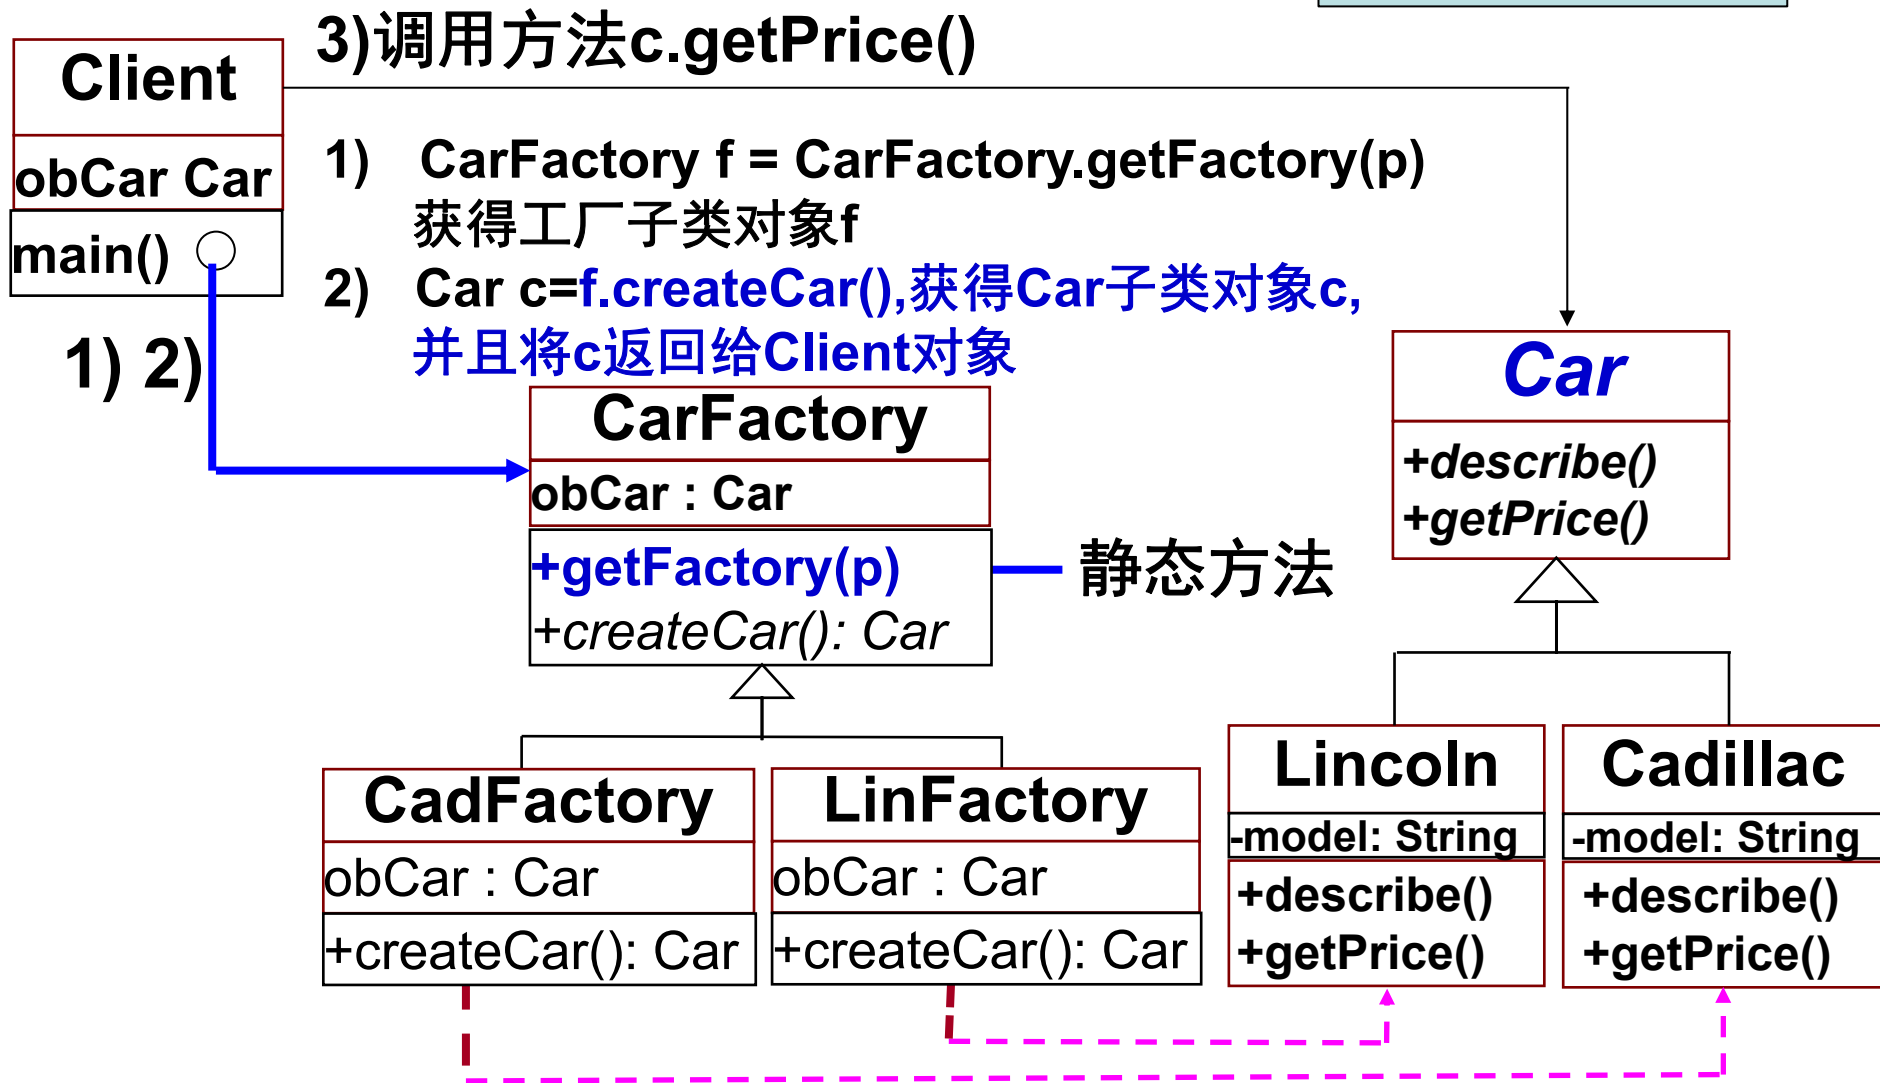 3)调用方法c.getPrice()
Client
obCar Car
main()
1) CarFactory f = CarFactory.getFactory(p)
获得工厂子类对象f
2) Car c=f.createCar(),获得Car子类对象c,
并且将c返回给Client对象
1) 2)
CarFactory
obCar : Car
+getFactory(p)
+createCar(): Car
静态方法
Car
+describe()
+getPrice()
CadFactory
obCar : Car
+createCar(): Car
LinFactory
obCar : Car
+createCar(): Car
Lincoln
-model: String
+describe()
+getPrice()
Cadillac
-model: String
+describe()
+getPrice()